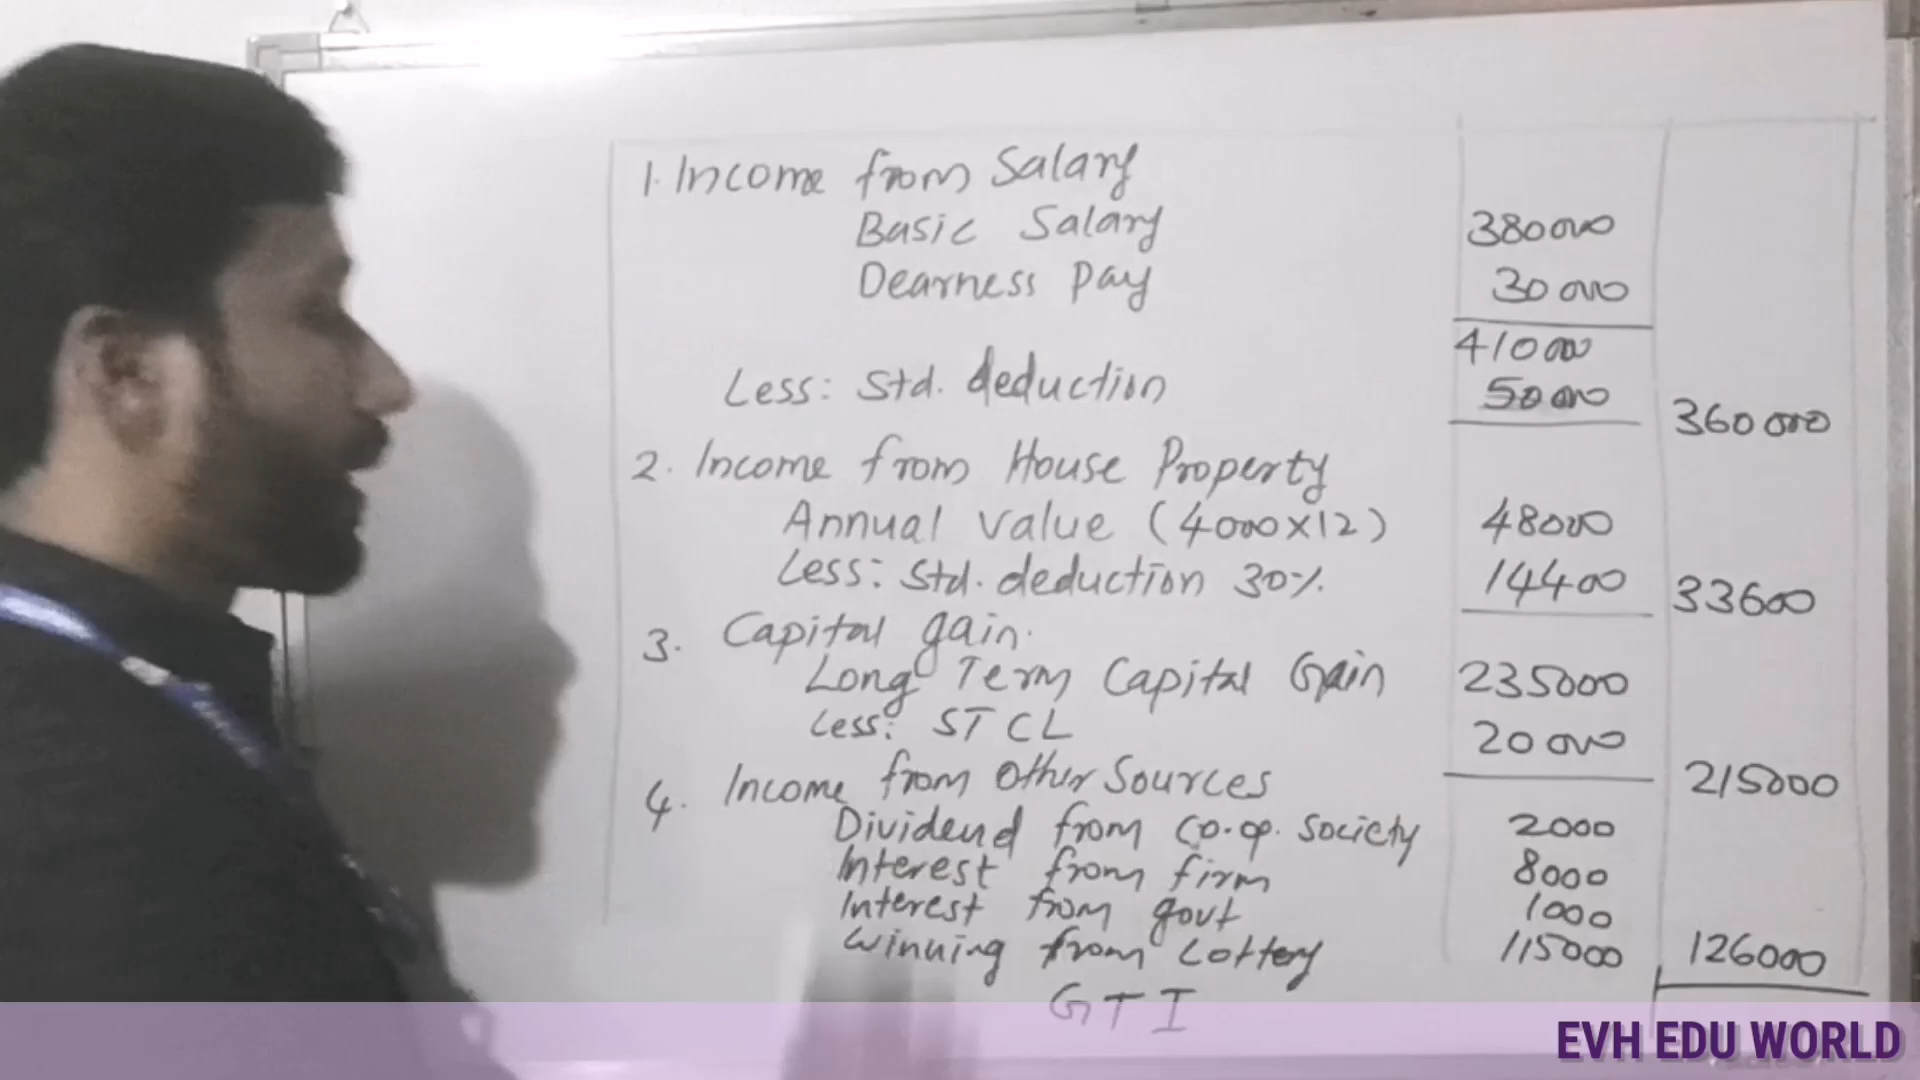 1. Income from Salary
Basic Salary 380000
Dearness Pay 30000
410000
Less: Std. deduction 50000 360000
2. Income from House Property
Annual Value (4000x12) 48000
Less: Std. deduction 30% 14400 33600
3. Capital gain.
Long Term Capital Gain 235000
Less: STCL 20000 215000
4. Income from Other Sources
Dividend from co.op. society 2000
Interest from firm 8000
Interest from govt 1000
Winning from Lottery 115000 126000
GTI
EVH EDU WORLD